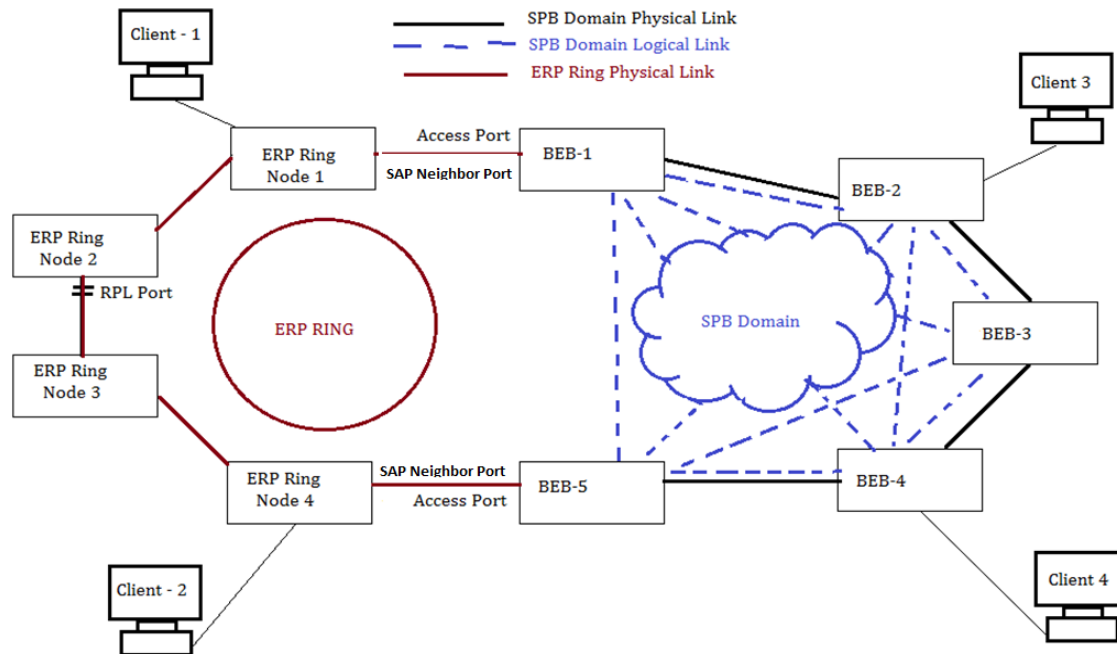 SPB Domain Physical Link
SPB Domain Logical Link
ERP Ring Physical Link
Client - 1
Client 3
ERP Ring
Node 1
Access Port
SAP Neighbor Port
BEB-1
BEB-2
ERP Ring
Node 2
RPL Port
ERP RING
SPB Domain
BEB-3
ERP Ring
Node 3
ERP Ring
Node 4
SAP Neighbor Port
Access Port
BEB-5
BEB-4
Client - 2
Client 4